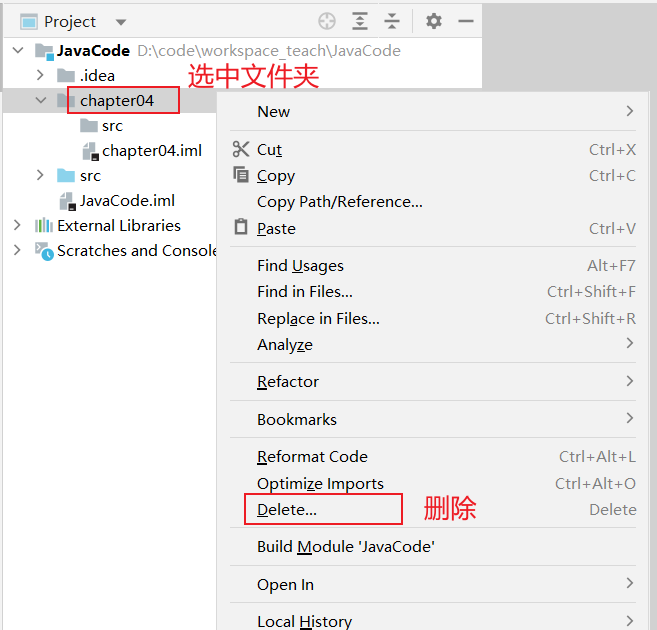 Project
JavaCode D:\code\workspace_teach\JavaCode
.idea
选中文件夹
chapter04
src
chapter04.iml
src
JavaCode.iml
External Libraries
Scratches and Console
New
Cut Ctrl+X
Copy Ctrl+C
Copy Path/Reference...
Paste Ctrl+V
Find Usages Alt+F7
Find in Files... Ctrl+Shift+F
Replace in Files... Ctrl+Shift+R
Analyze
Refactor
Bookmarks
Reformat Code Ctrl+Alt+L
Optimize Imports Ctrl+Alt+O
Delete... Delete
删除
Build Module 'JavaCode'
Open In
Local History